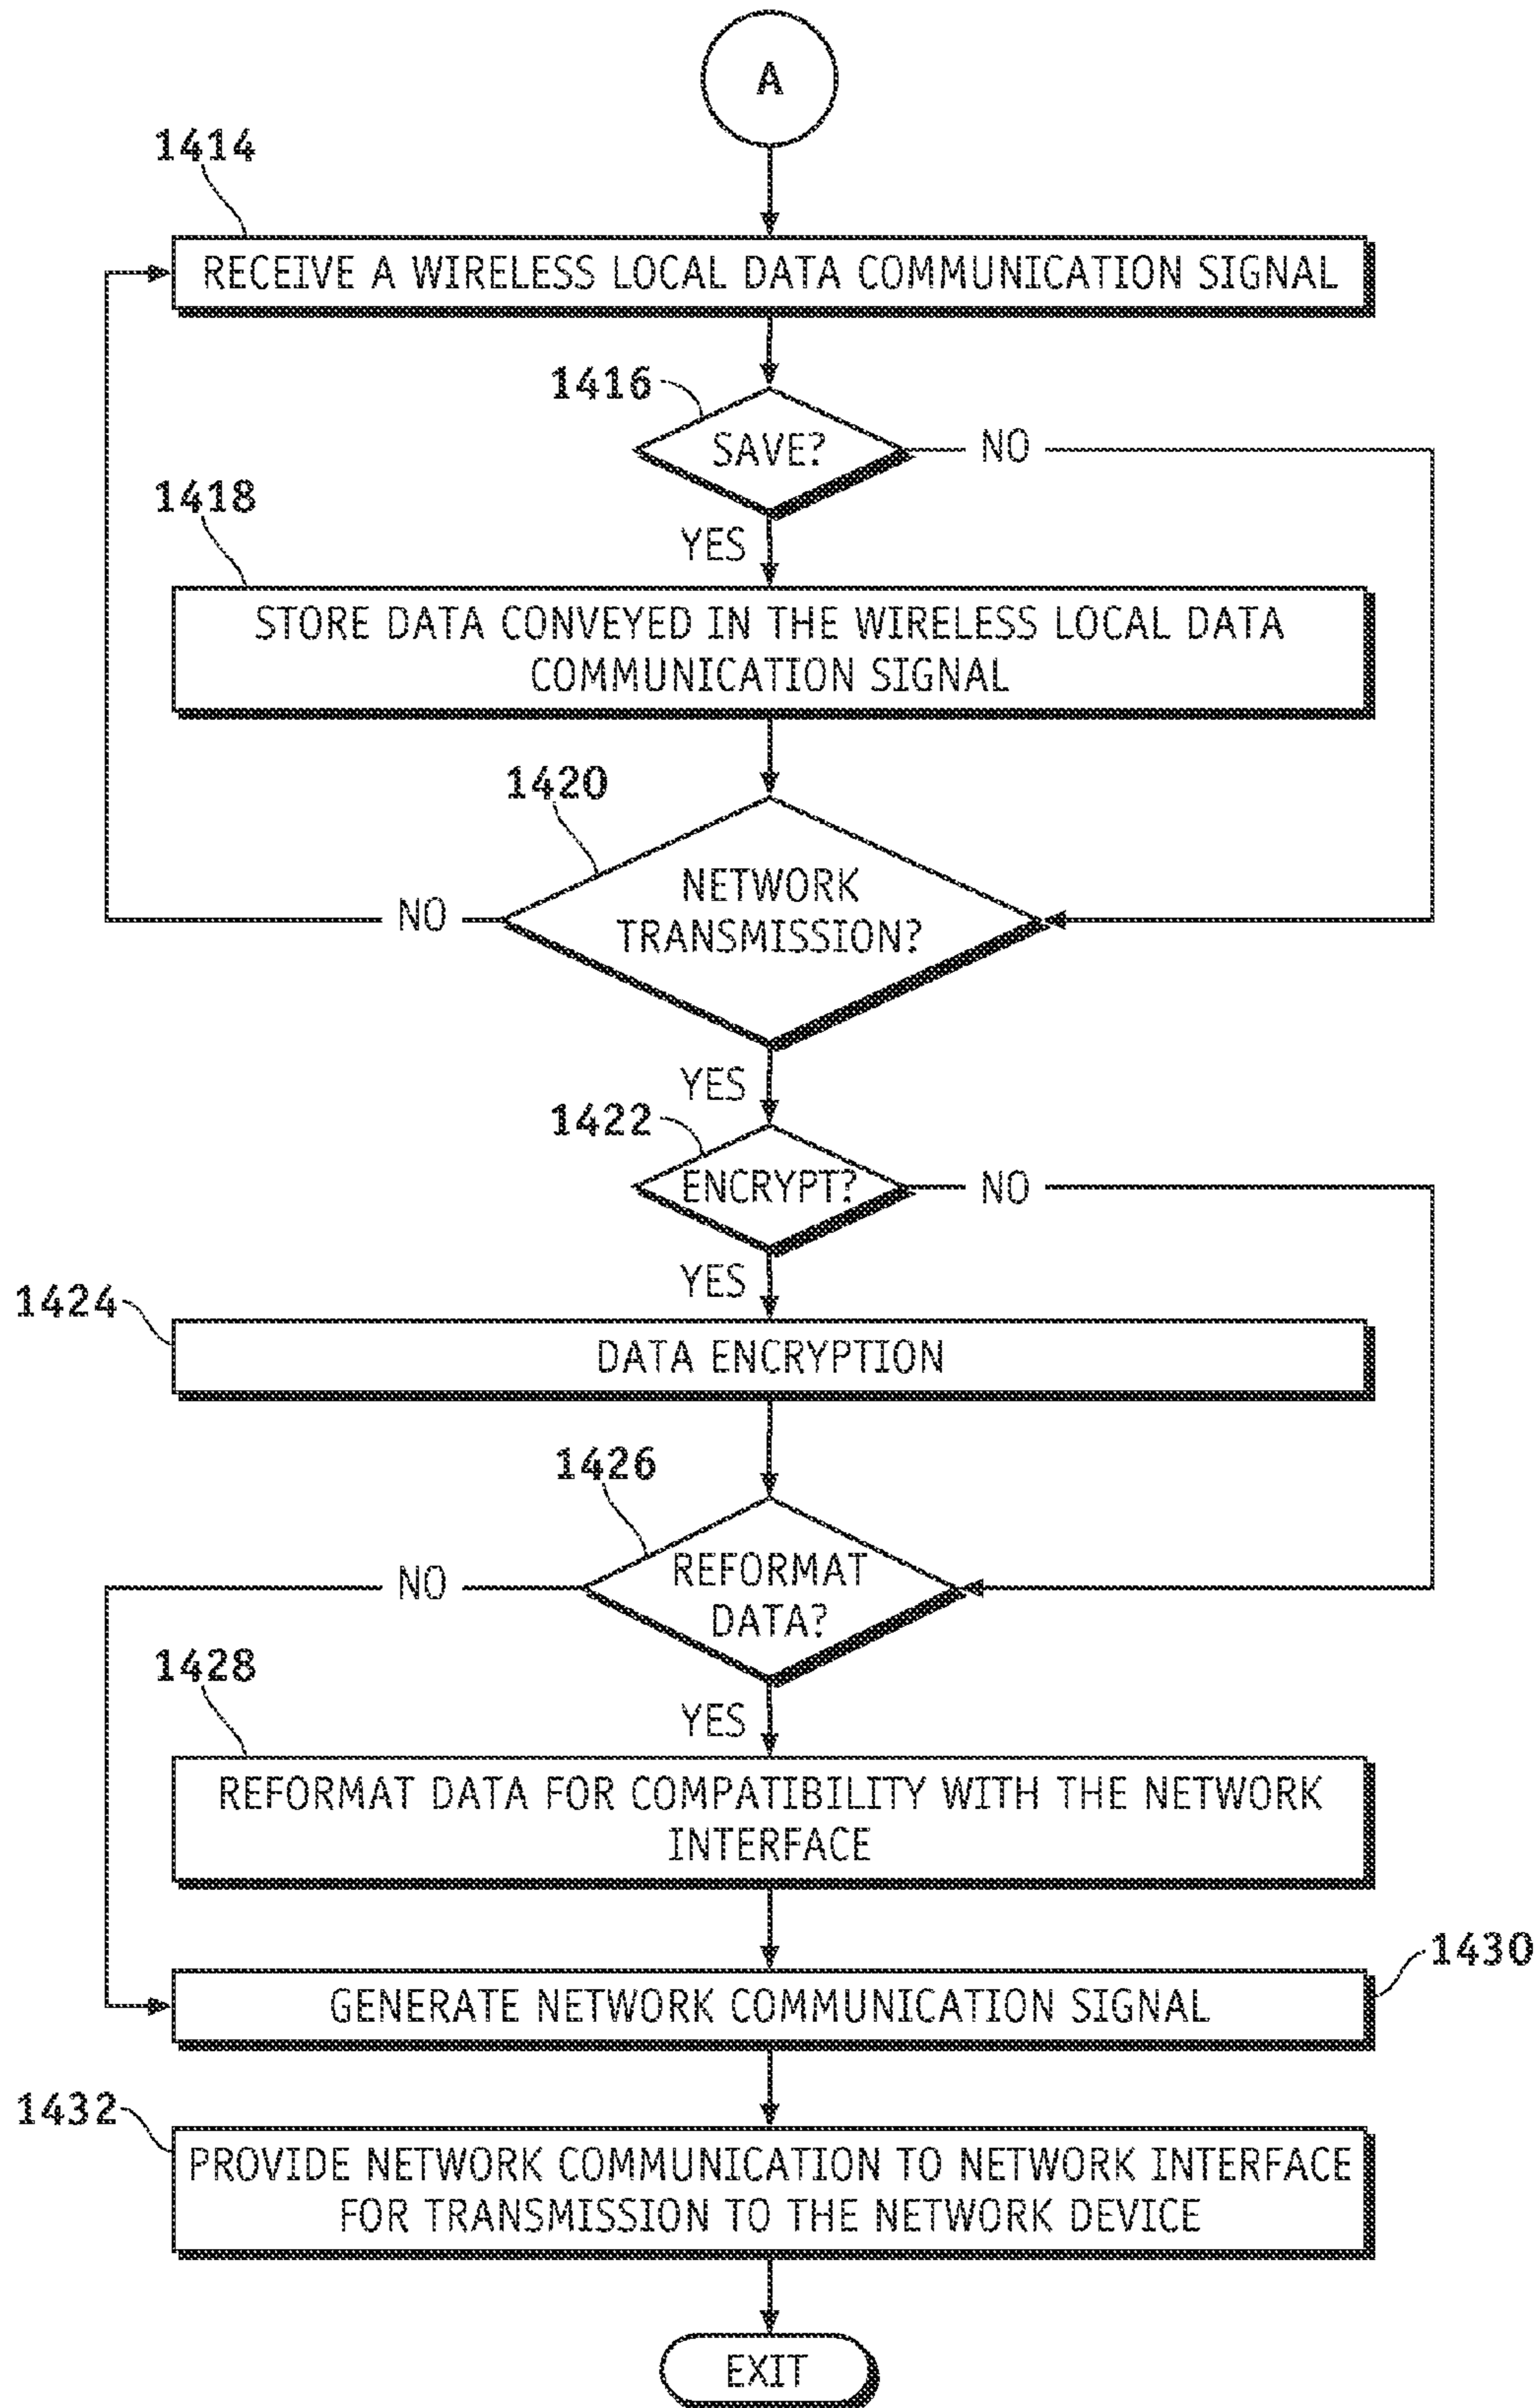 A
1414
RECEIVE A WIRELESS LOCAL DATA COMMUNICATION SIGNAL
1416
SAVE?
NO
1418
YES
STORE DATA CONVEYED IN THE WIRELESS LOCAL DATA
COMMUNICATION SIGNAL
1420
NETWORK
TRANSMISSION?
NO
YES
1422
ENCRYPT?
NO
YES
1424
DATA ENCRYPTION
1426
REFORMAT
DATA?
NO
1428
YES
REFORMAT DATA FOR COMPATIBILITY WITH THE NETWORK
INTERFACE
1430
GENERATE NETWORK COMMUNICATION SIGNAL
1432
PROVIDE NETWORK COMMUNICATION TO NETWORK INTERFACE
FOR TRANSMISSION TO THE NETWORK DEVICE
EXIT